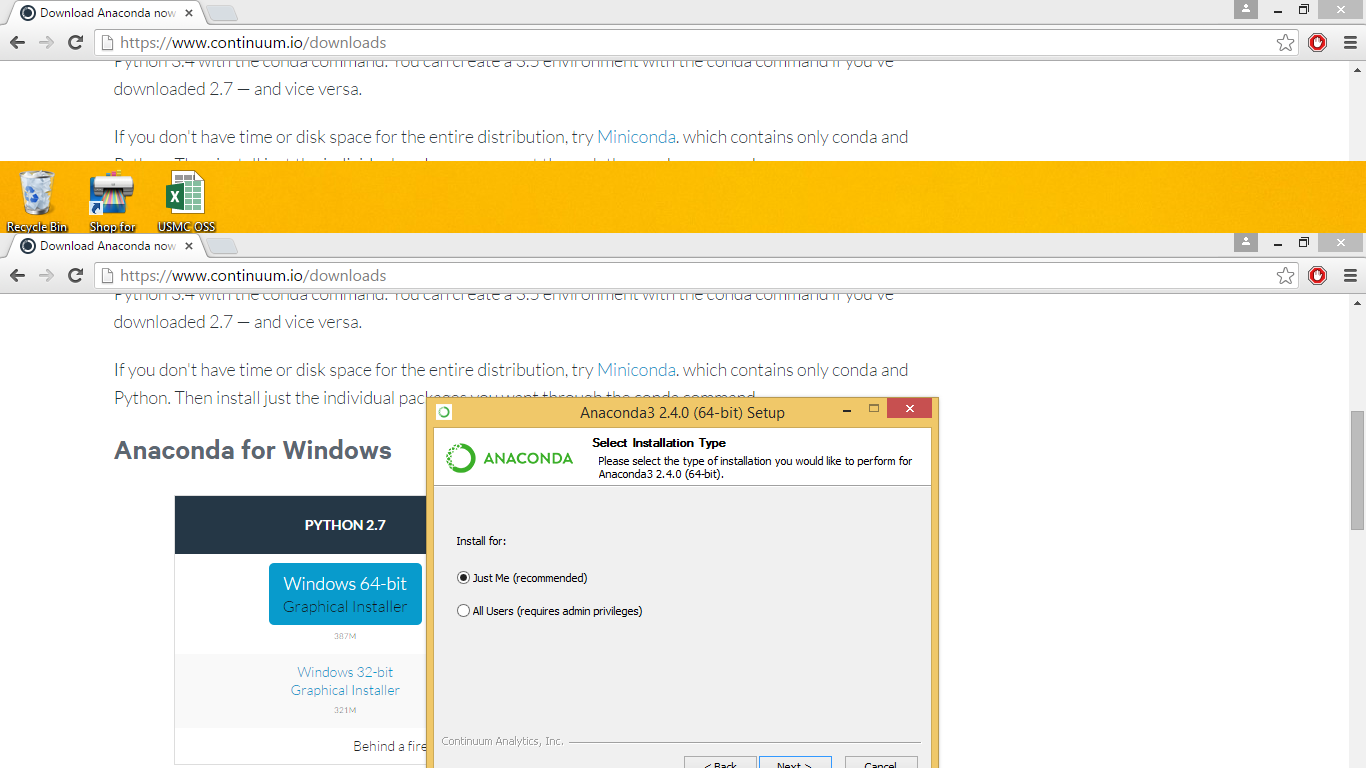 Download Anaconda now
https://www.continuum.io/downloads
Python 3.4 with the conda command. You can create a 3.5 environment with the conda command if you've
downloaded 2.7 — and vice versa.
If you don't have time or disk space for the entire distribution, try Miniconda. which contains only conda and
Recycle Bin
Shop for
USMC OSS
Download Anaconda now
https://www.continuum.io/downloads
Python 3.4 with the conda command. You can create a 3.5 environment with the conda command if you've
downloaded 2.7 — and vice versa.
If you don't have time or disk space for the entire distribution, try Miniconda. which contains only conda and
Python. Then install just the individual packages you want through the conda command.
Anaconda for Windows
PYTHON 2.7
Windows 64-bit
Graphical Installer
387M
Windows 32-bit
Graphical Installer
321M
Behind a fire
Anaconda3 2.4.0 (64-bit) Setup
ANACONDA
Select Installation Type
Please select the type of installation you would like to perform for
Anaconda3 2.4.0 (64-bit).
Install for:
Just Me (recommended)
All Users (requires admin privileges)
Continuum Analytics, Inc.
< Back
Next >
Cancel